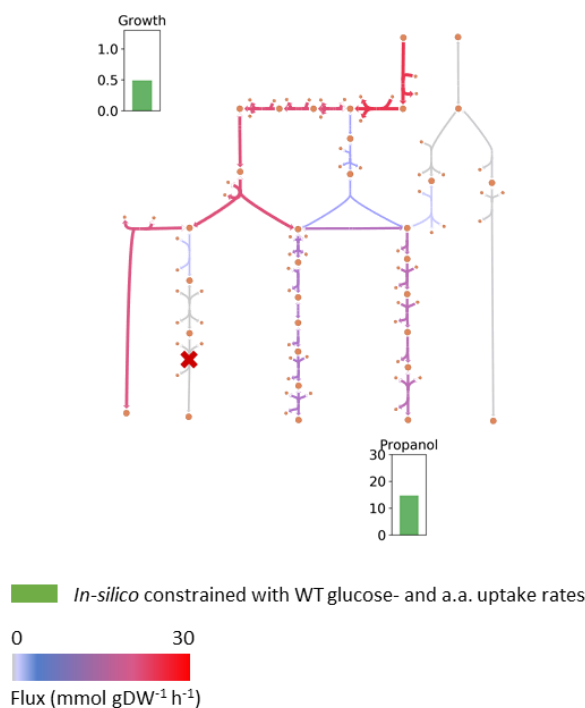 Growth
1.0
0.5
0.0
Propanol
30
20
10
0
In-silico constrained with WT glucose- and a.a. uptake rates
0 30
Flux (mmol gDW⁻¹ h⁻¹)